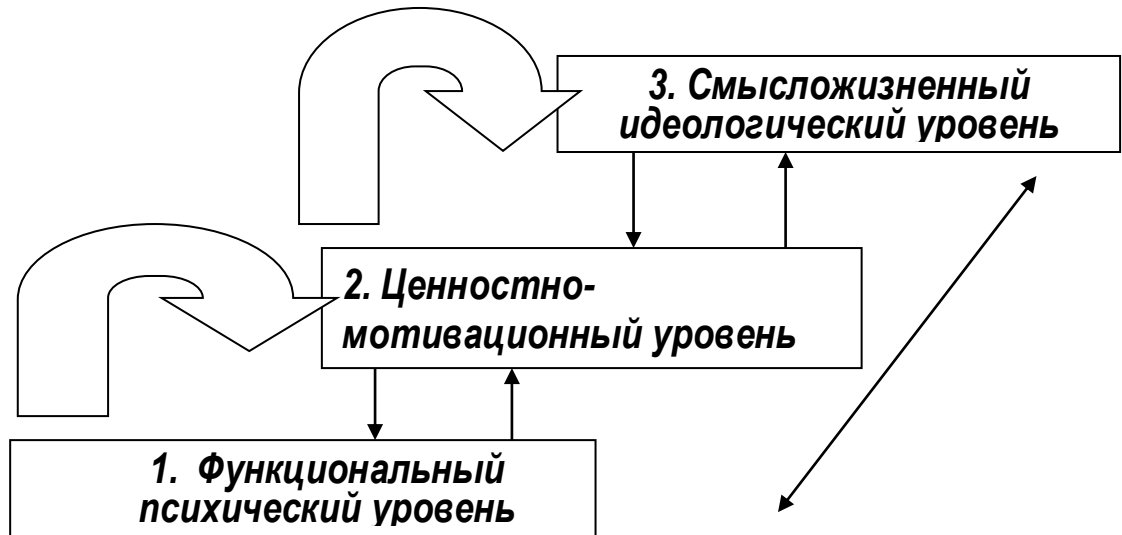 3. Смысложизненный
идеологический уровень
2. Ценностно-
мотивационный уровень
1. Функциональный
психический уровень